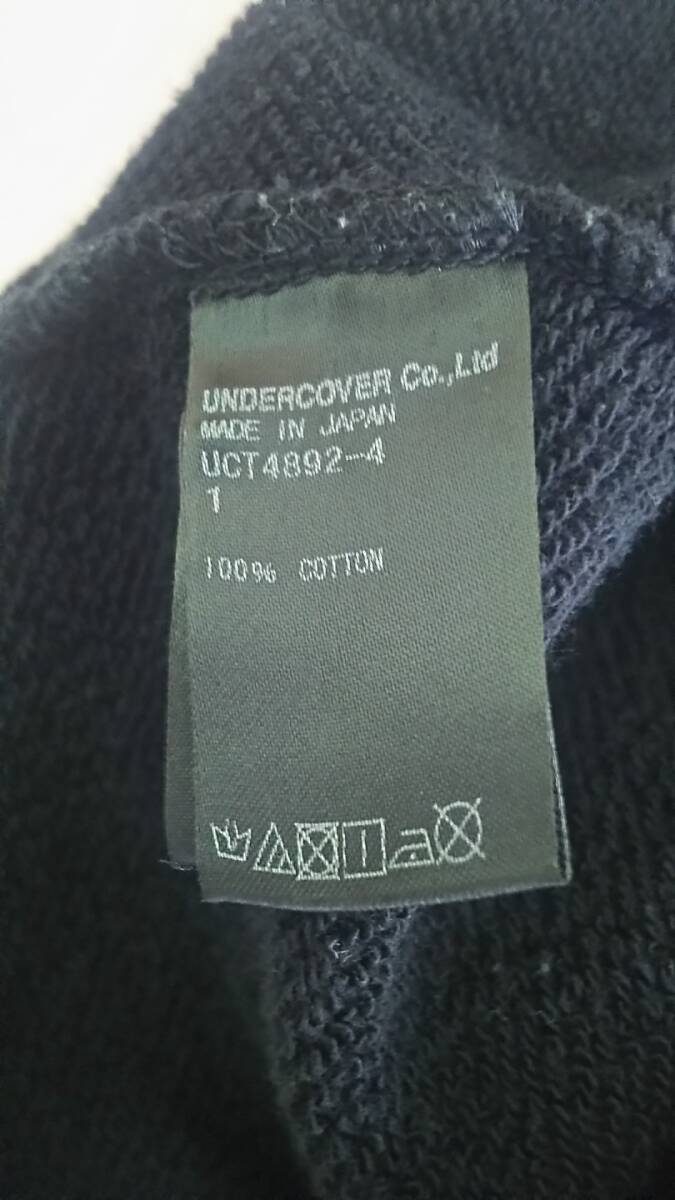 UNDERCOVER Co.,Ltd
MADE IN JAPAN
UCT4892-4
1
100% COTTON